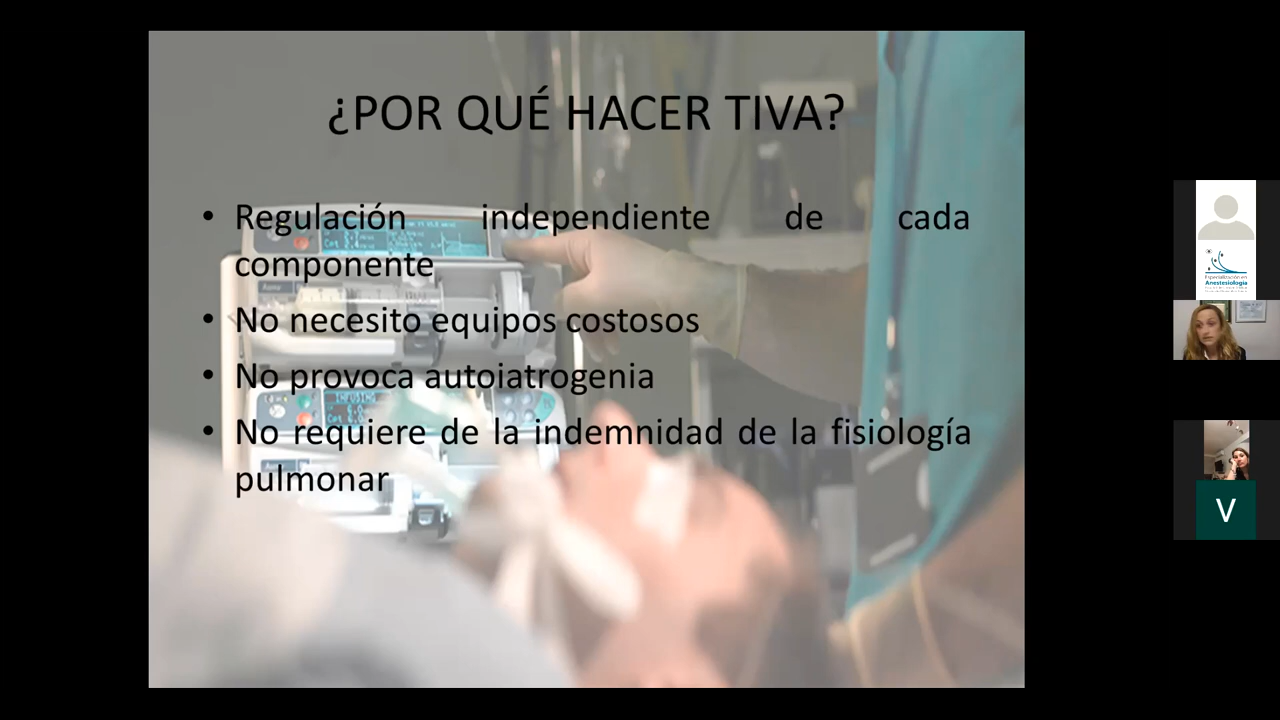 ¿POR QUÉ HACER TIVA?
• Regulación independiente de cada
componente
• No necesito equipos costosos
• No provoca autoiatrogenia
• No requiere de la indemnidad de la fisiología
pulmonar
Especialización en
Anestesiología
V